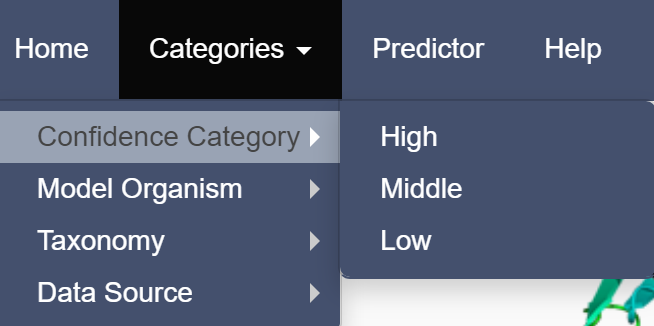 Home Categories Predictor Help
Confidence Category High
Model Organism Middle
Taxonomy Low
Data Source